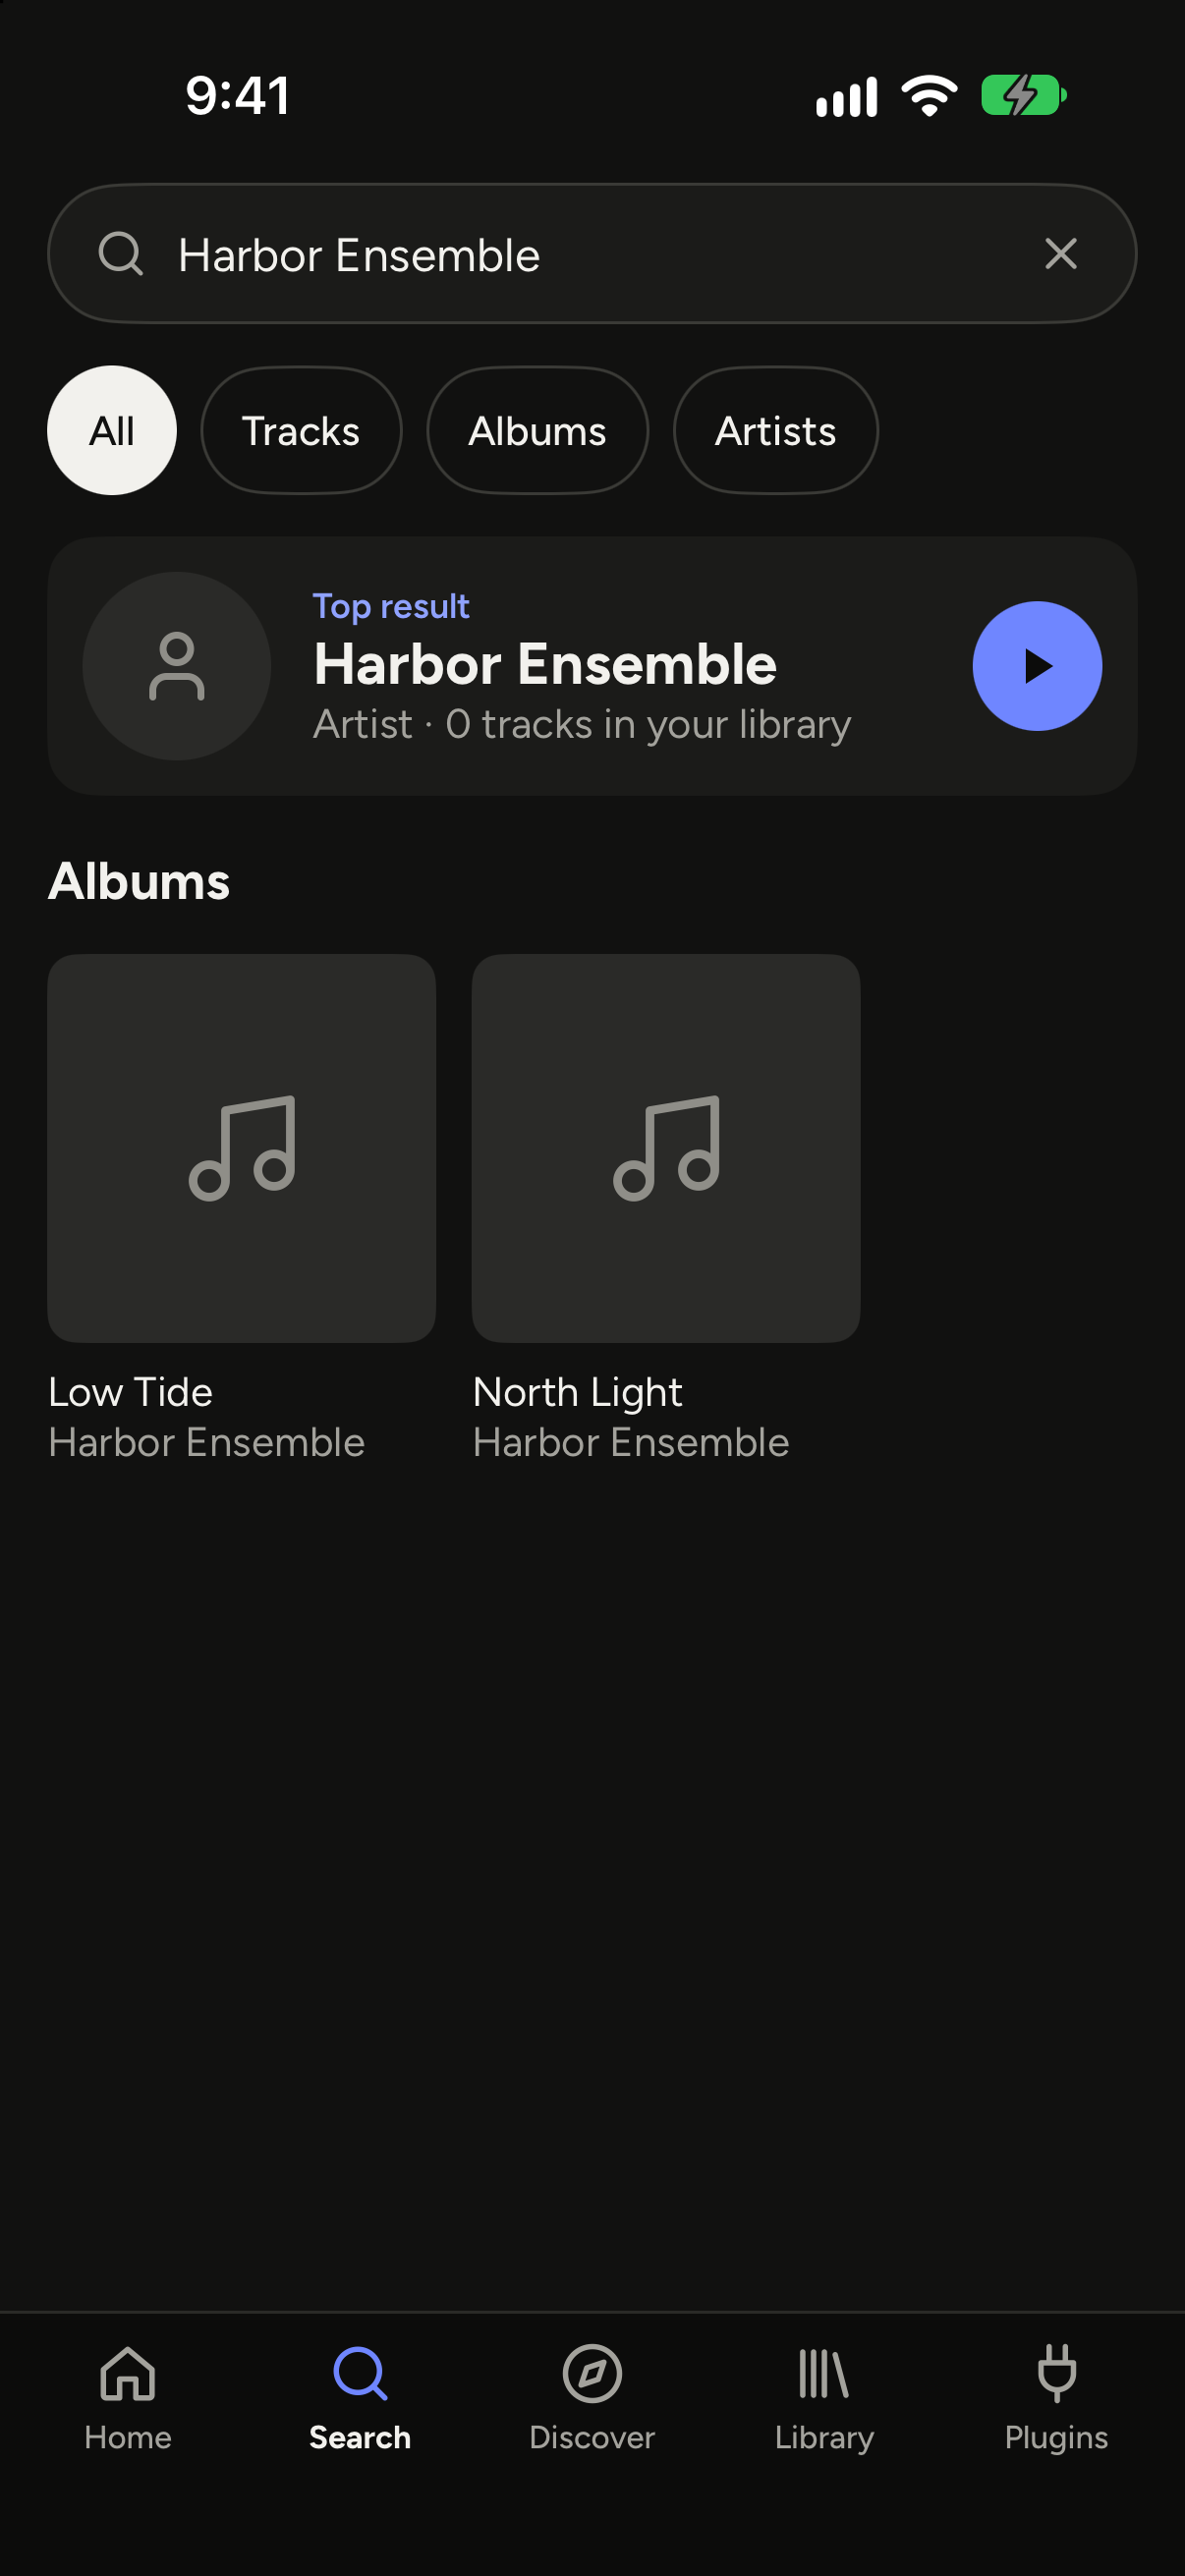 9:41
Harbor Ensemble
All
Tracks
Albums
Artists
Top result
Harbor Ensemble
Artist · 0 tracks in your library
Albums
Low Tide
Harbor Ensemble
North Light
Harbor Ensemble
Home
Search
Discover
Library
Plugins